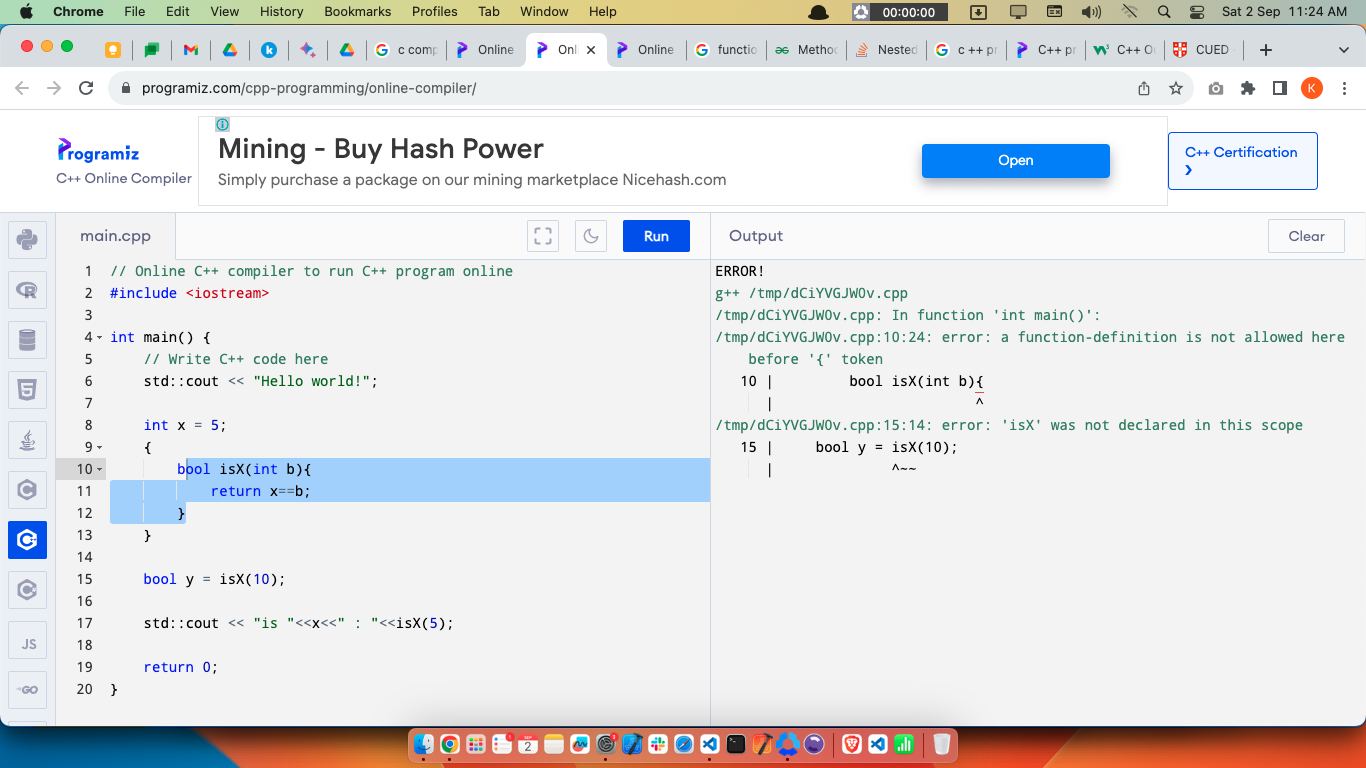 Chrome File Edit View History Bookmarks Profiles Tab Window Help 00:00:00 Sat 2 Sep 11:24 AM
c comp Online Onli Online functio Methoc Nested c ++ pr C++ pr C++ O CUED
programiz.com/cpp-programming/online-compiler/ K
Programiz
C++ Online Compiler
Mining - Buy Hash Power
Simply purchase a package on our mining marketplace Nicehash.com
Open
C++ Certification
main.cpp
Run
Output
Clear
1 // Online C++ compiler to run C++ program online
2 #include <iostream>
3
4 int main() {
5 // Write C++ code here
6 std::cout << "Hello world!";
7
8 int x = 5;
9 {
10 bool isX(int b){
11 return x==b;
12 }
13 }
14
15 bool y = isX(10);
16
17 std::cout << "is "<<x<<" : "<<isX(5);
18
19 return 0;
20 }
ERROR!
g++ /tmp/dCiYVGJWOv.cpp
/tmp/dCiYVGJWOv.cpp: In function 'int main()':
/tmp/dCiYVGJWOv.cpp:10:24: error: a function-definition is not allowed here
before '{' token
10 | bool isX(int b){
| ^
/tmp/dCiYVGJWOv.cpp:15:14: error: 'isX' was not declared in this scope
15 | bool y = isX(10);
| ^~~
JS
GO
SEP
2